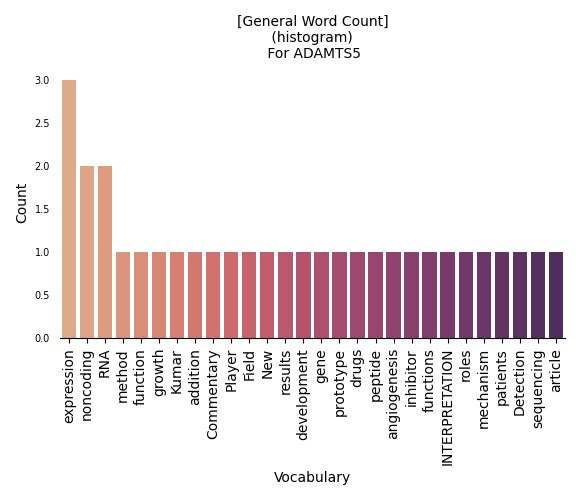 [General Word Count]
(histogram)
For ADAMTS5
3.0
2.5
2.0
1.5
1.0
0.5
0.0
Count
expression
noncoding
RNA
method
function
growth
Kumar
addition
Commentary
Player
Field
New
results
development
gene
prototype
drugs
peptide
angiogenesis
inhibitor
functions
INTERPRETATION
roles
mechanism
patients
Detection
sequencing
article
Vocabulary